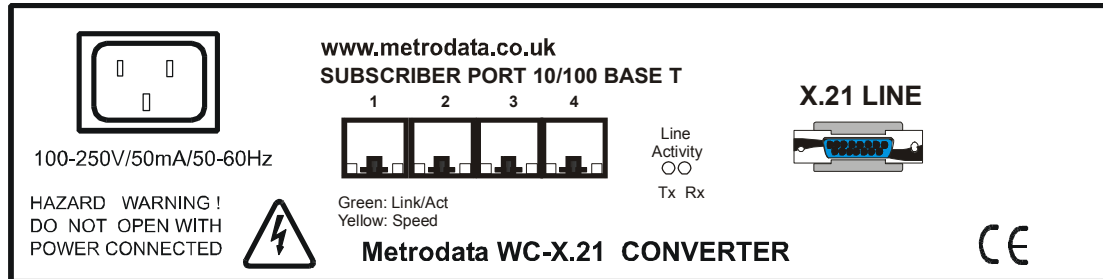 www.metrodata.co.uk
SUBSCRIBER PORT 10/100 BASE T
1 2 3 4
X.21 LINE
Line
Activity
Tx Rx
100-250V/50mA/50-60Hz
HAZARD WARNING !
DO NOT OPEN WITH
POWER CONNECTED
Green: Link/Act
Yellow: Speed
Metrodata WC-X.21 CONVERTER
CE